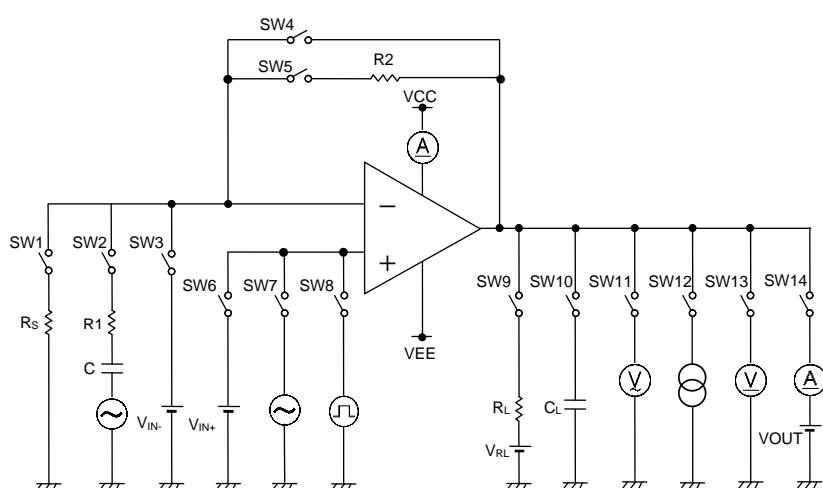 SW4
SW5
R2
VCC
A
SW1
SW2
SW3
−
+
SW6
SW7
SW8
SW9
SW10
SW11
SW12
SW13
SW14
RS
R1
C
VEE
VIN-
VIN+
RL
CL
V
V
A
VRL
VOUT